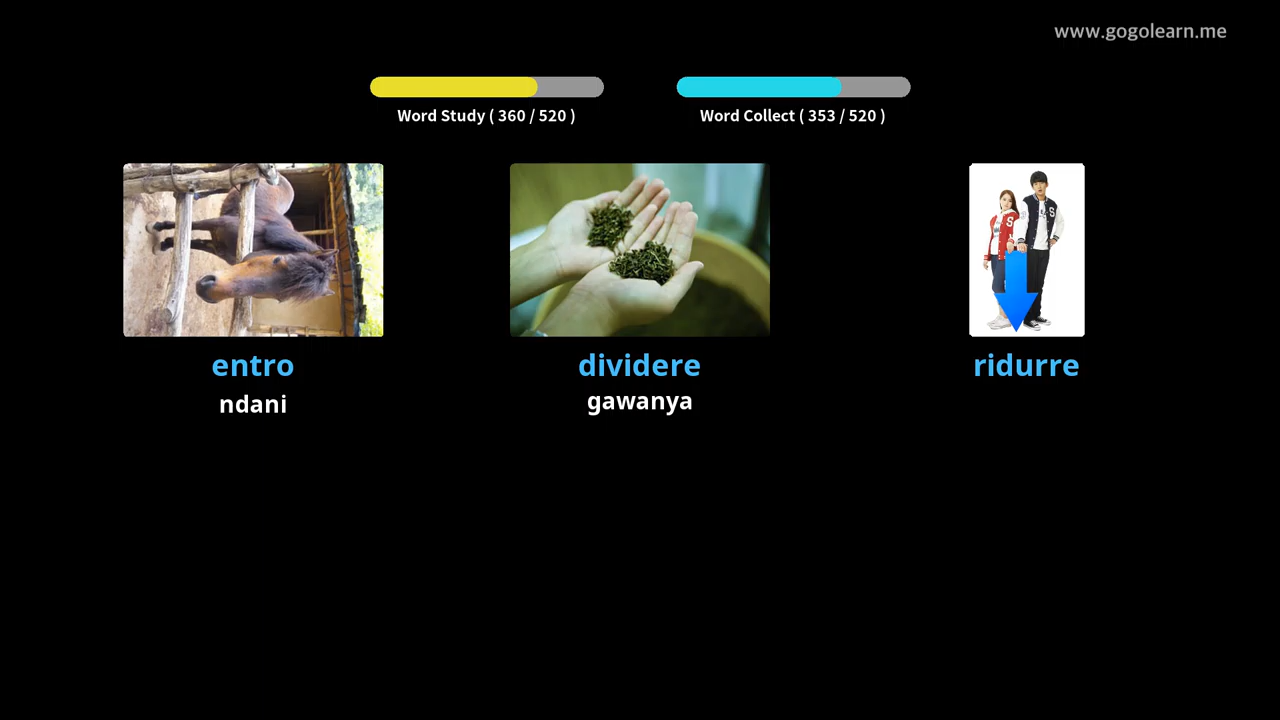 www.gogolearn.me
Word Study ( 360 / 520 )
Word Collect ( 353 / 520 )
entro
ndani
dividere
gawanya
ridurre